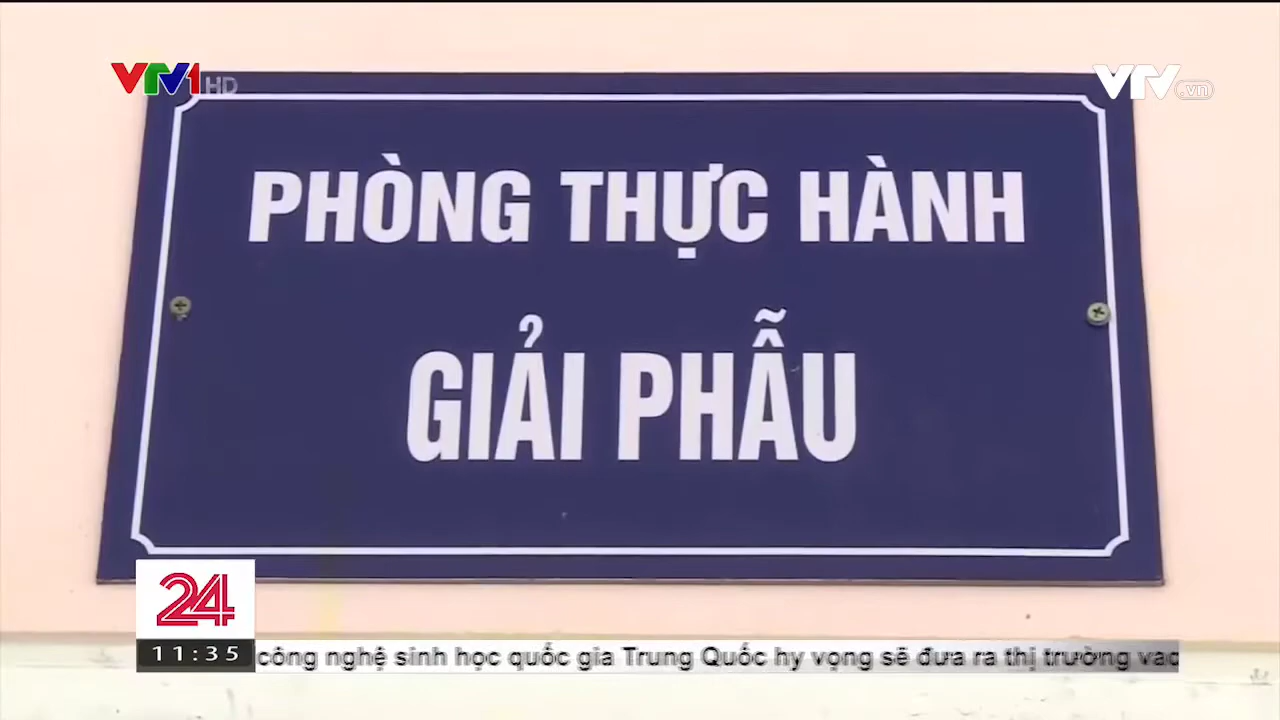 VTV1 HD
VTV.vn
PHÒNG THỰC HÀNH
GIẢI PHẪU
24
11:35
công nghệ sinh học quốc gia Trung Quốc hy vọng sẽ đưa ra thị trường vac